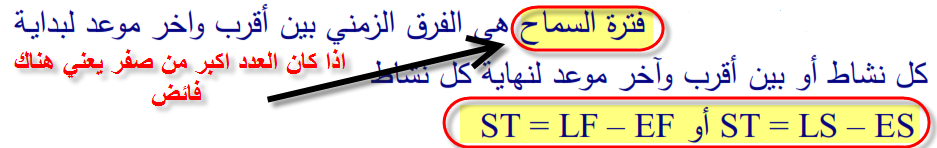 فترة السماح هي الفرق الزمني بين أقرب واخر موعد لبداية
كل نشاط أو بين أقرب وآخر موعد لنهاية كل نشاط
اذا كان العدد اكبر من صفر يعني هناك
فائض
ST = LF – EF أو ST = LS – ES